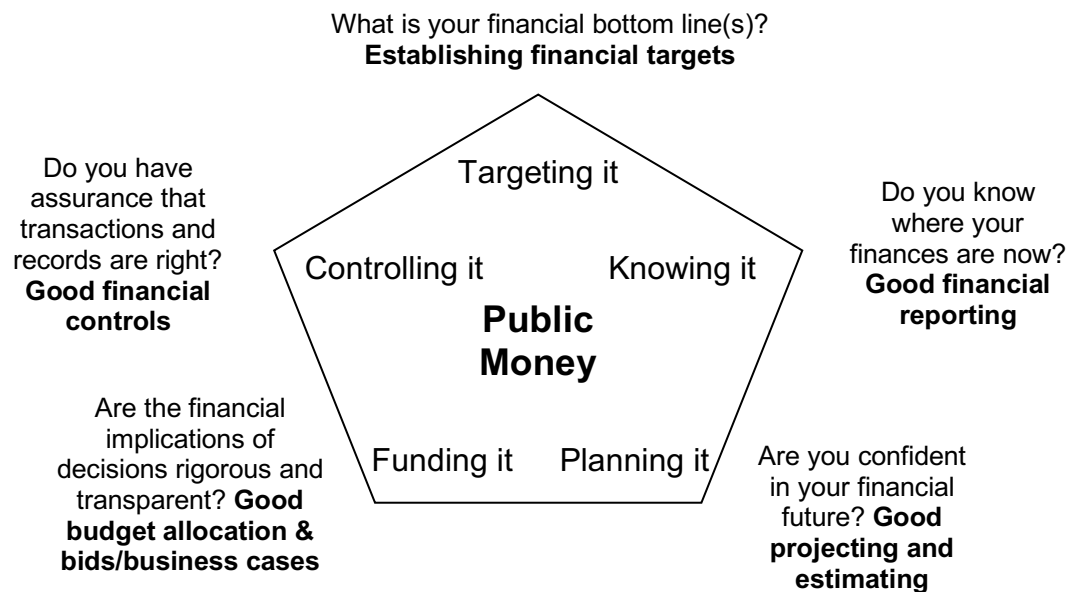 What is your financial bottom line(s)?
Establishing financial targets
Targeting it
Do you have
assurance that
transactions and
records are right?
Good financial
controls
Do you know
where your
finances are now?
Good financial
reporting
Controlling it
Knowing it
Public
Money
Are the financial
implications of
decisions rigorous and
transparent? Good
budget allocation &
bids/business cases
Funding it
Planning it
Are you confident
in your financial
future? Good
projecting and
estimating